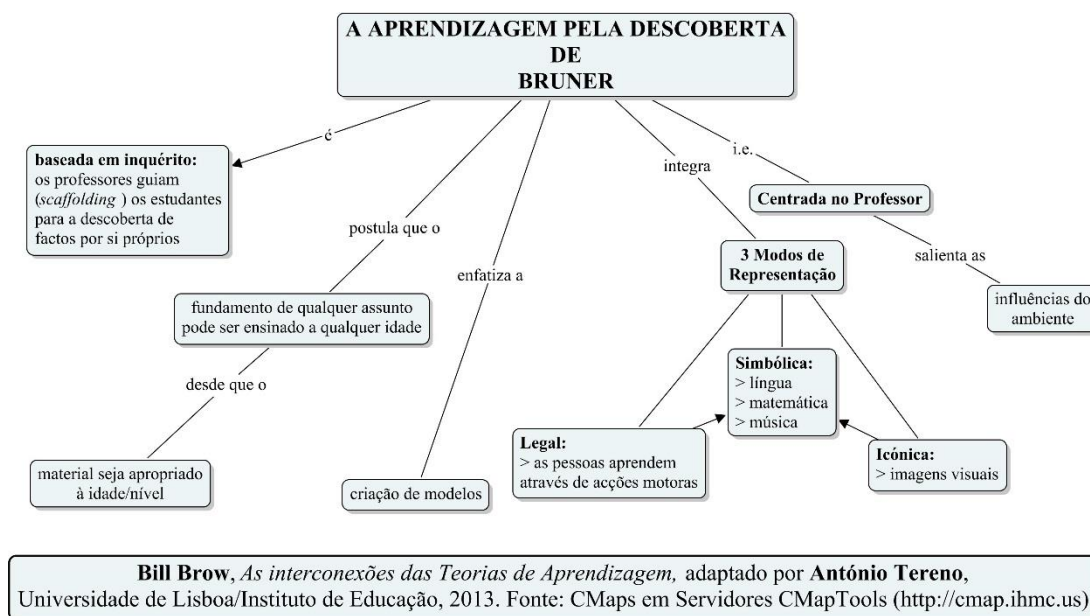 A APRENDIZAGEM PELA DESCOBERTA
DE
BRUNER
é
i.e.
integra
baseada em inquérito:
os professores guiam
(scaffolding ) os estudantes
para a descoberta de
factos por si próprios
Centrada no Professor
postula que o
enfatiza a
3 Modos de
Representação
salienta as
fundamento de qualquer assunto
pode ser ensinado a qualquer idade
influências do
ambiente
desde que o
Simbólica:
> língua
> matemática
> música
material seja apropriado
à idade/nível
criação de modelos
Legal:
> as pessoas aprendem
através de acções motoras
Icónica:
> imagens visuais
Bill Brow, As interconexões das Teorias de Aprendizagem, adaptado por António Tereno,
Universidade de Lisboa/Instituto de Educação, 2013. Fonte: CMaps em Servidores CMapTools (http://cmap.ihmc.us)